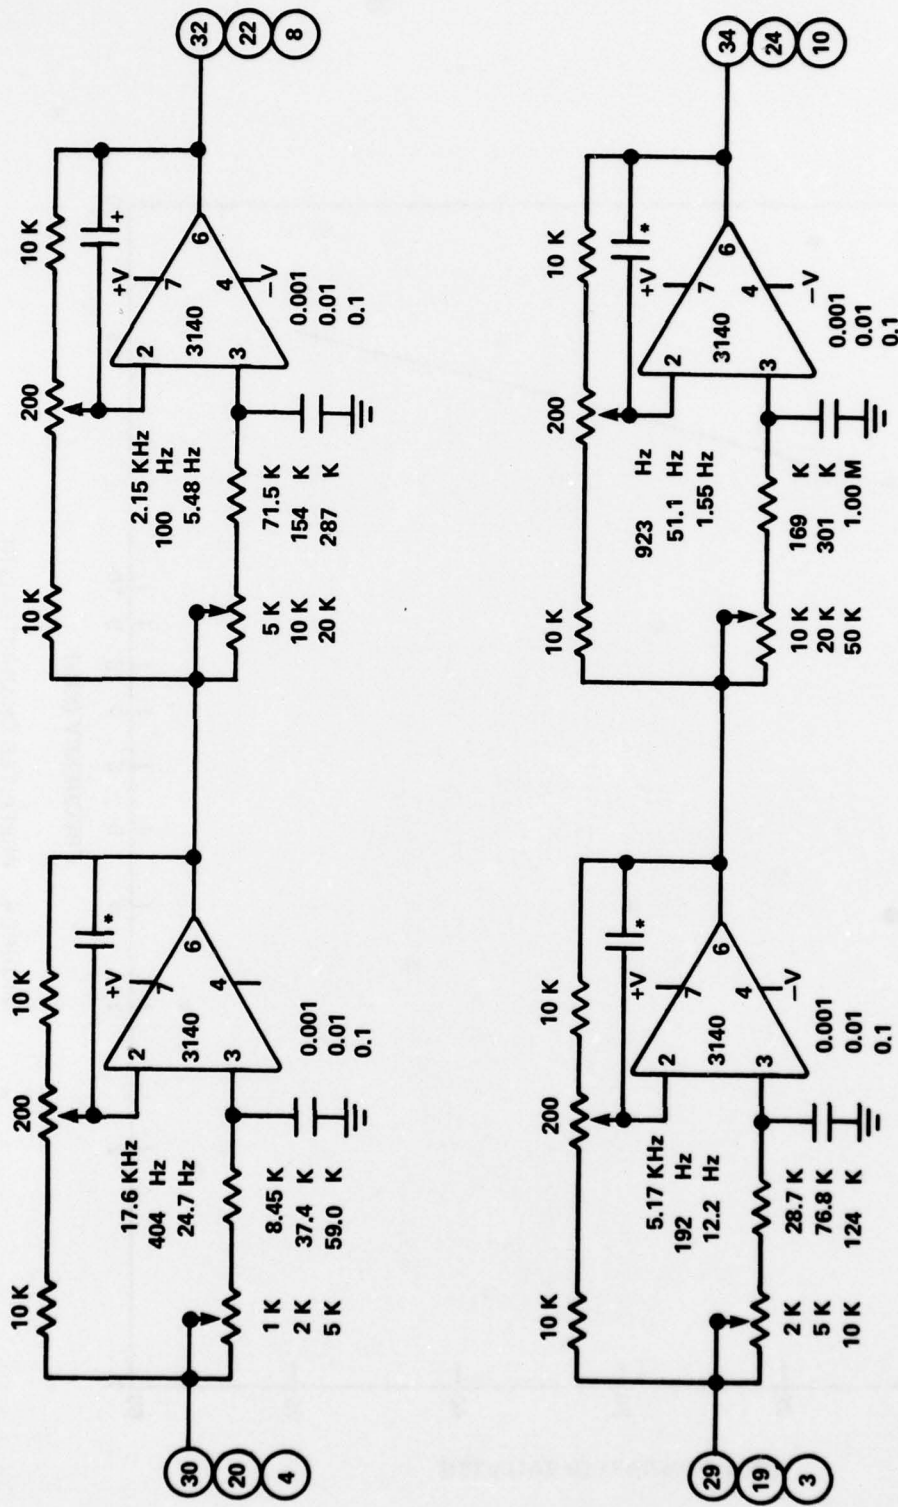 10 K
200
10 K
10 K
200
10 K
*
+
+V
+V
17.6 KHz
404 Hz
24.7 Hz
2
7
3140
6
3
4
2.15 KHz
100 Hz
5.48 Hz
2
7
3140
6
3
4
-V
30
20
4
32
22
8
1 K
2 K
5 K
8.45 K
37.4 K
59.0 K
0.001
0.01
0.1
5 K
10 K
20 K
71.5 K
154 K
287 K
0.001
0.01
0.1
10 K
200
10 K
10 K
200
10 K
*
*
+V
+V
5.17 KHz
192 Hz
12.2 Hz
2
7
3140
6
3
4
-V
923 Hz
51.1 Hz
1.55 Hz
2
7
3140
6
3
4
-V
29
19
3
34
24
10
2 K
5 K
10 K
28.7 K
76.8 K
124 K
0.001
0.01
0.1
10 K
20 K
50 K
169 K
301 K
1.00 M
0.001
0.01
0.1